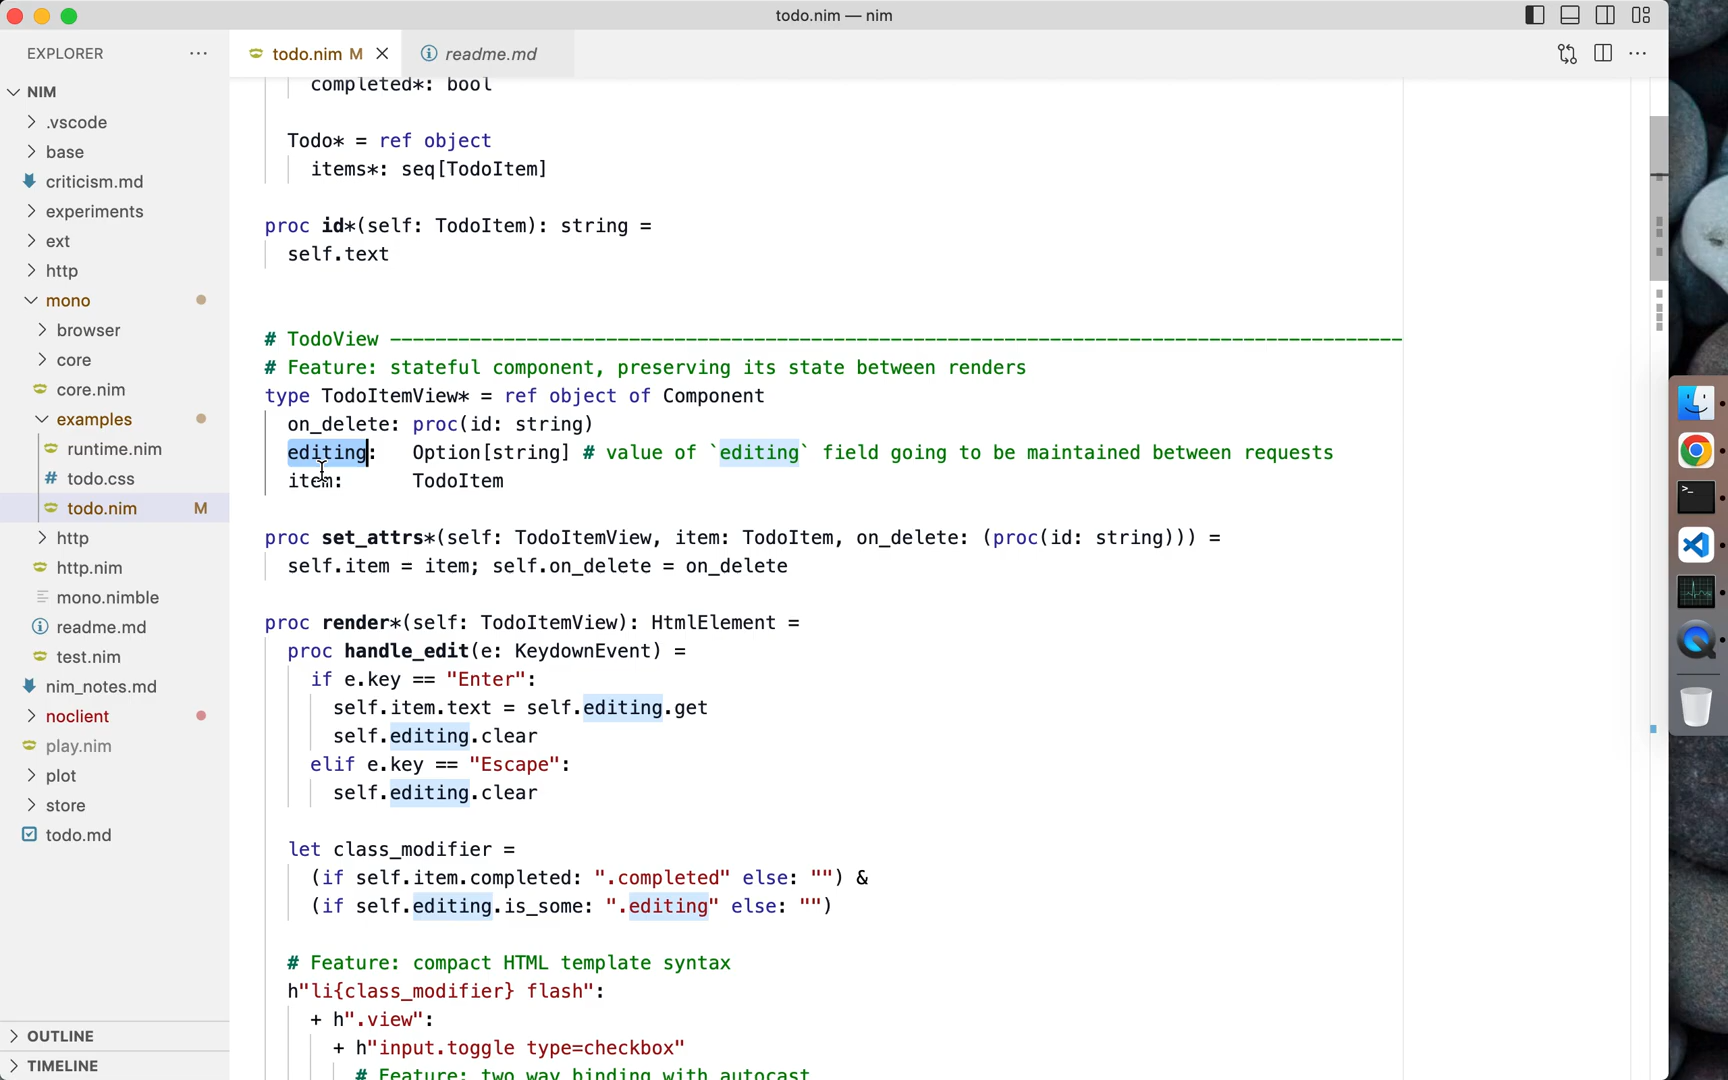 todo.nim — nim
EXPLORER
NIM
.vscode
base
criticism.md
experiments
ext
http
mono
browser
core
core.nim
examples
runtime.nim
todo.css
todo.nim M
http
http.nim
mono.nimble
readme.md
test.nim
nim_notes.md
noclient
play.nim
plot
store
todo.md
OUTLINE
TIMELINE
todo.nim M
readme.md
completed*: bool
Todo* = ref object
items*: seq[TodoItem]
proc id*(self: TodoItem): string =
self.text
# TodoView ------------------------------------------------------------------------------------------
# Feature: stateful component, preserving its state between renders
type TodoItemView* = ref object of Component
on_delete: proc(id: string)
editing: Option[string] # value of `editing` field going to be maintained between requests
item: TodoItem
proc set_attrs*(self: TodoItemView, item: TodoItem, on_delete: (proc(id: string))) =
self.item = item; self.on_delete = on_delete
proc render*(self: TodoItemView): HtmlElement =
proc handle_edit(e: KeydownEvent) =
if e.key == "Enter":
self.item.text = self.editing.get
self.editing.clear
elif e.key == "Escape":
self.editing.clear
let class_modifier =
(if self.item.completed: ".completed" else: "") &
(if self.editing.is_some: ".editing" else: "")
# Feature: compact HTML template syntax
h"li{class_modifier} flash":
+ h".view":
+ h"input.toggle type=checkbox"
# Feature: two way binding with autocast